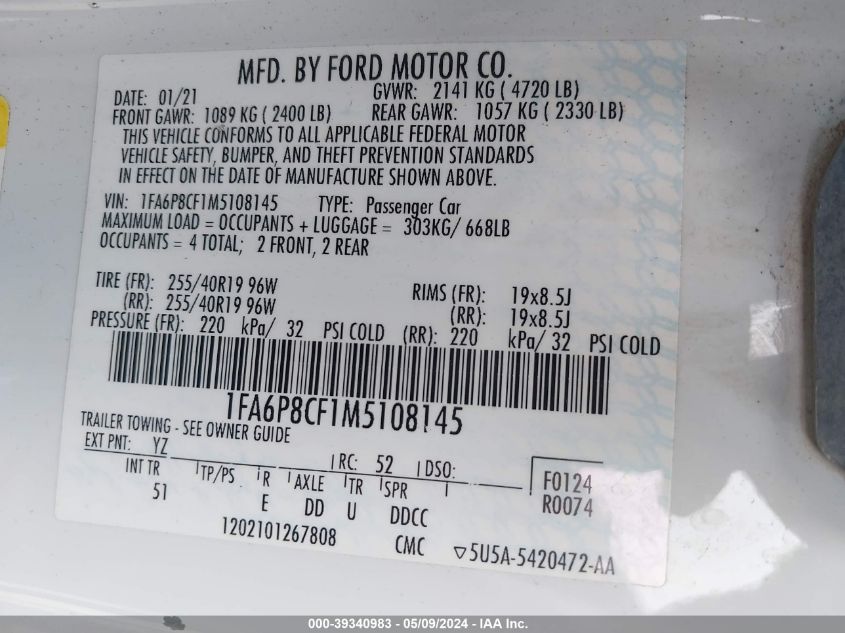 MFD. BY FORD MOTOR CO.
DATE: 01/21 GVWR: 2141 KG ( 4720 LB)
FRONT GAWR: 1089 KG ( 2400 LB) REAR GAWR: 1057 KG ( 2330 LB)
THIS VEHICLE CONFORMS TO ALL APPLICABLE FEDERAL MOTOR
VEHICLE SAFETY, BUMPER, AND THEFT PREVENTION STANDARDS
IN EFFECT ON THE DATE OF MANUFACTURE SHOWN ABOVE.
VIN: 1FA6P8CF1M5108145 TYPE: Passenger Car
MAXIMUM LOAD = OCCUPANTS + LUGGAGE = 303KG/ 668LB
OCCUPANTS = 4 TOTAL; 2 FRONT, 2 REAR
TIRE (FR): 255/40R19 96W RIMS (FR): 19x8.5J
(RR): 255/40R19 96W (RR): 19x8.5J
PRESSURE (FR): 220 kPa/ 32 PSI COLD (RR): 220 kPa/ 32 PSI COLD
1FA6P8CF1M5108145
TRAILER TOWING - SEE OWNER GUIDE
EXT PNT: YZ RC: 52 DSO:
INT TR TP/PS R AXLE TR SPR F0124
51 E DD U DDCC R0074
1202101267808 CMC ▽5U5A-5420472-AA
000-39340983 - 05/09/2024 - IAA Inc.